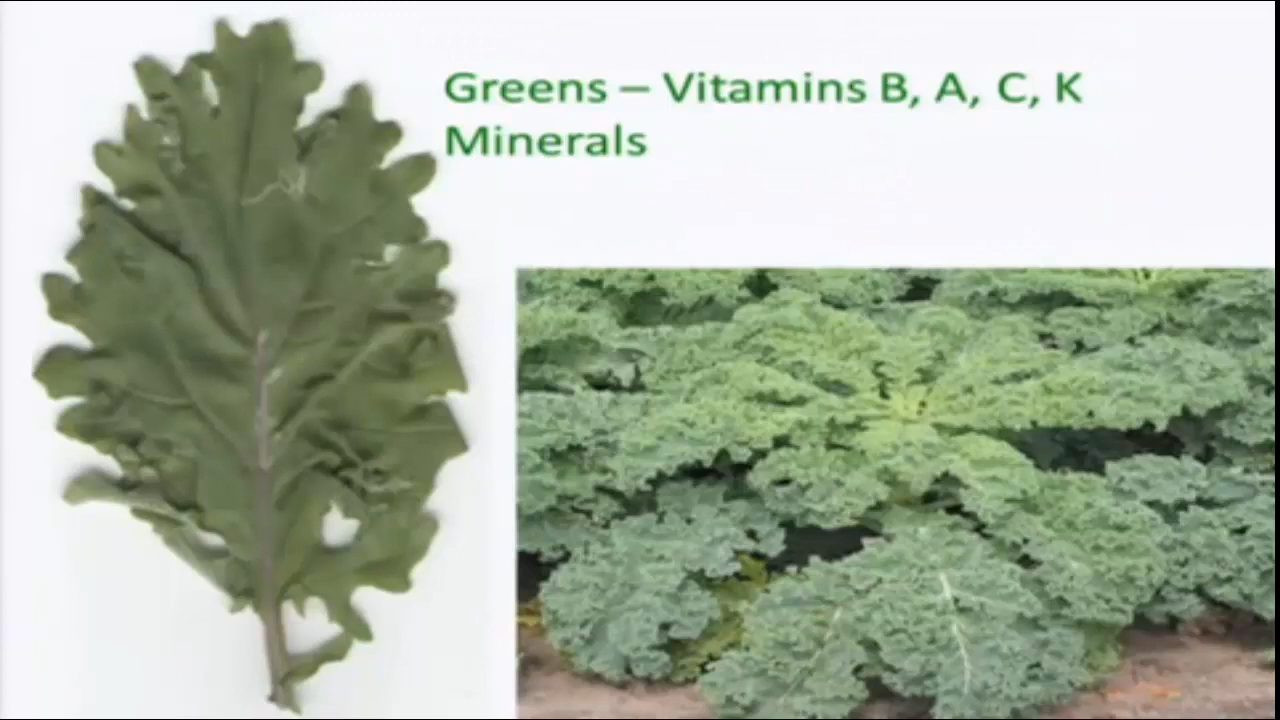 Greens – Vitamins B, A, C, K
Minerals